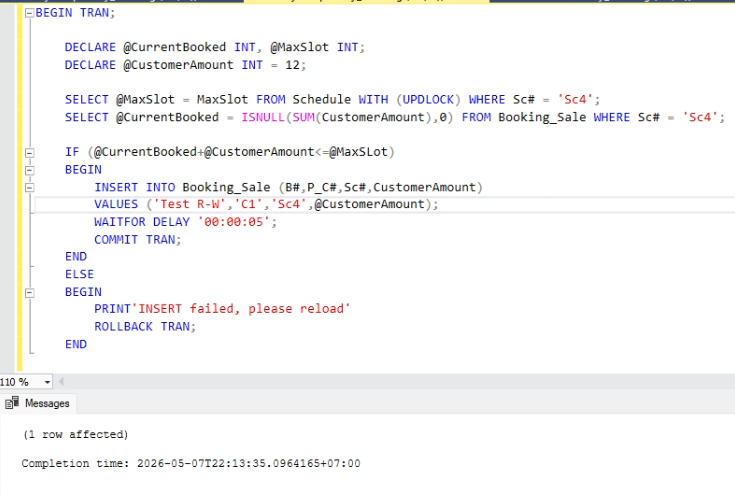 BEGIN TRAN;
DECLARE @CurrentBooked INT, @MaxSlot INT;
DECLARE @CustomerAmount INT = 12;
SELECT @MaxSlot = MaxSlot FROM Schedule WITH (UPDLOCK) WHERE Sc# = 'Sc4';
SELECT @CurrentBooked = ISNULL(SUM(CustomerAmount),0) FROM Booking_Sale WHERE Sc# = 'Sc4';
IF (@CurrentBooked+@CustomerAmount<=@MaxSLot)
BEGIN
INSERT INTO Booking_Sale (B#,P_C#,Sc#,CustomerAmount)
VALUES ('Test R-W','C1','Sc4',@CustomerAmount);
WAITFOR DELAY '00:00:05';
COMMIT TRAN;
END
ELSE
BEGIN
PRINT'INSERT failed, please reload'
ROLLBACK TRAN;
END
110 %
Messages
(1 row affected)
Completion time: 2026-05-07T22:13:35.0964165+07:00